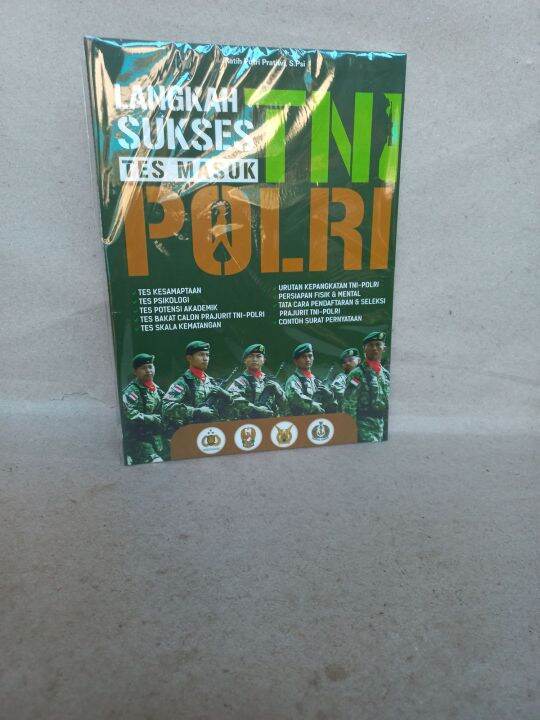 Ratih Putri Pratiwi, S.Psi
LANGKAH
SUKSES
TES MASUK
TNI
POLRI
TES KESAMAPTAAN
TES PSIKOLOGI
TES POTENSI AKADEMIK
TES BAKAT CALON PRAJURIT TNI-POLRI
TES SKALA KEMATANGAN
URUTAN KEPANGKATAN TNI-POLRI
PERSIAPAN FISIK & MENTAL
TATA CARA PENDAFTARAN & SELEKSI
PRAJURIT TNI-POLRI
CONTOH SURAT PERNYATAAN